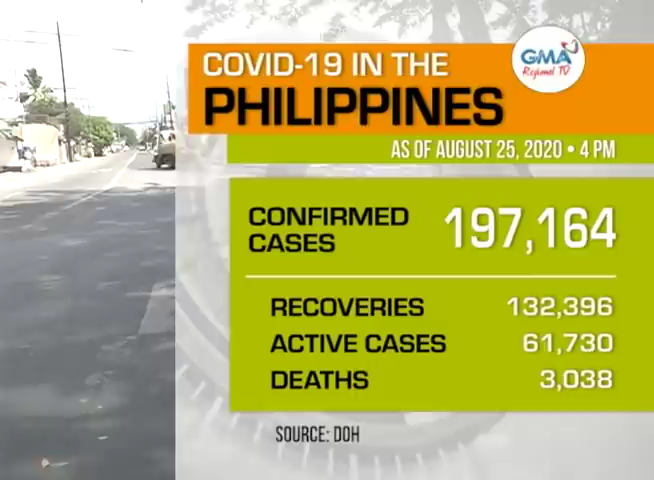 COVID-19 IN THE
GMA
Regional TV
PHILIPPINES
AS OF AUGUST 25, 2020 • 4 PM
CONFIRMED
CASES
197,164
RECOVERIES 132,396
ACTIVE CASES 61,730
DEATHS 3,038
SOURCE: DOH